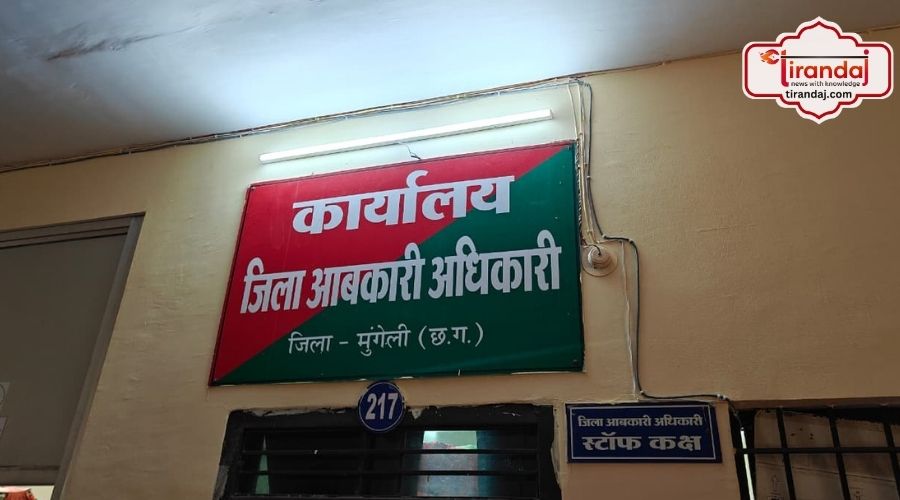 tirandaj
news with knowledge
tirandaj.com
कार्यालय
जिला आबकारी अधिकारी
जिला - मुंगेली (छ.ग.)
217
जिला आबकारी अधिकारी
स्टॉफ कक्ष